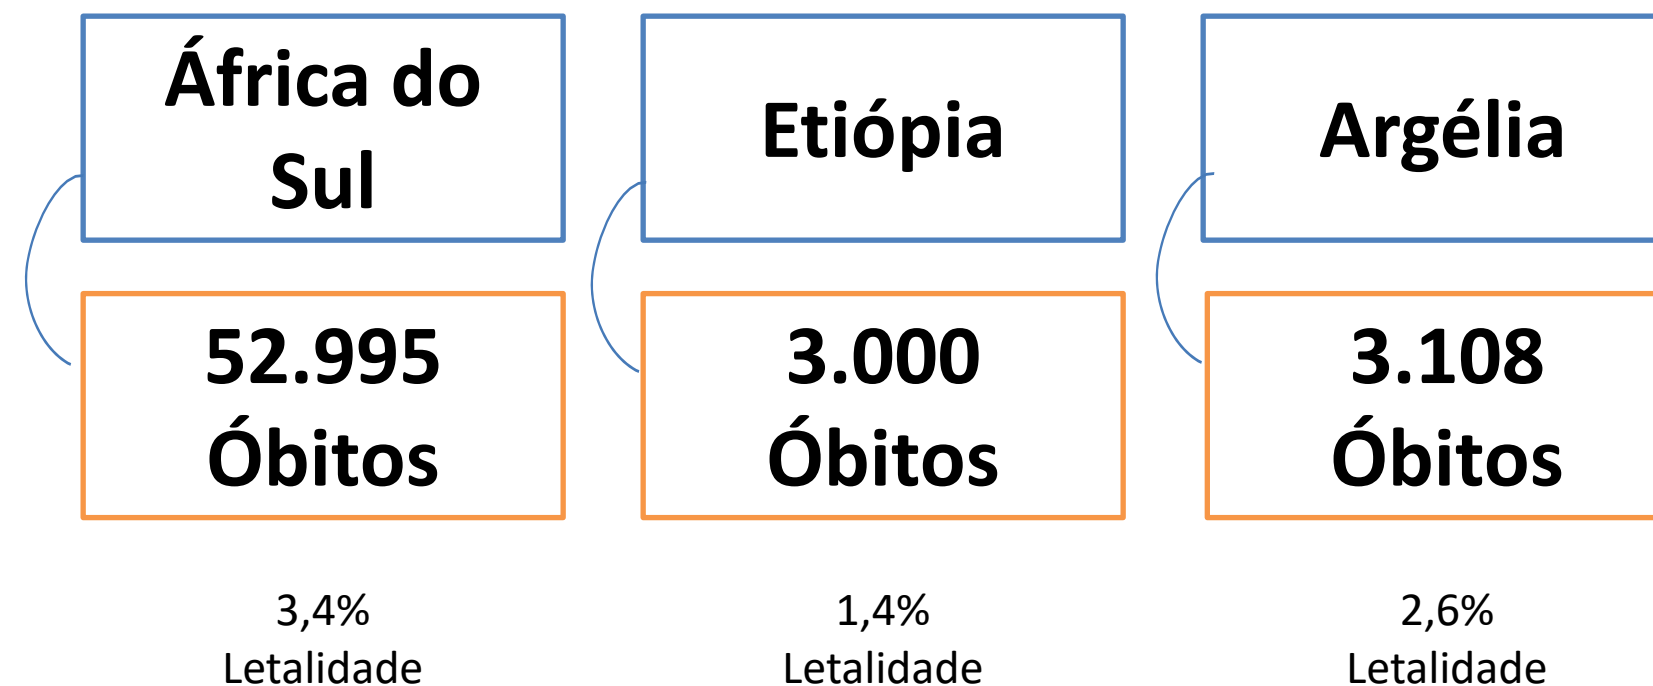 África do
Sul
Etiópia
Argélia
52.995
Óbitos
3.000
Óbitos
3.108
Óbitos
3,4%
Letalidade
1,4%
Letalidade
2,6%
Letalidade